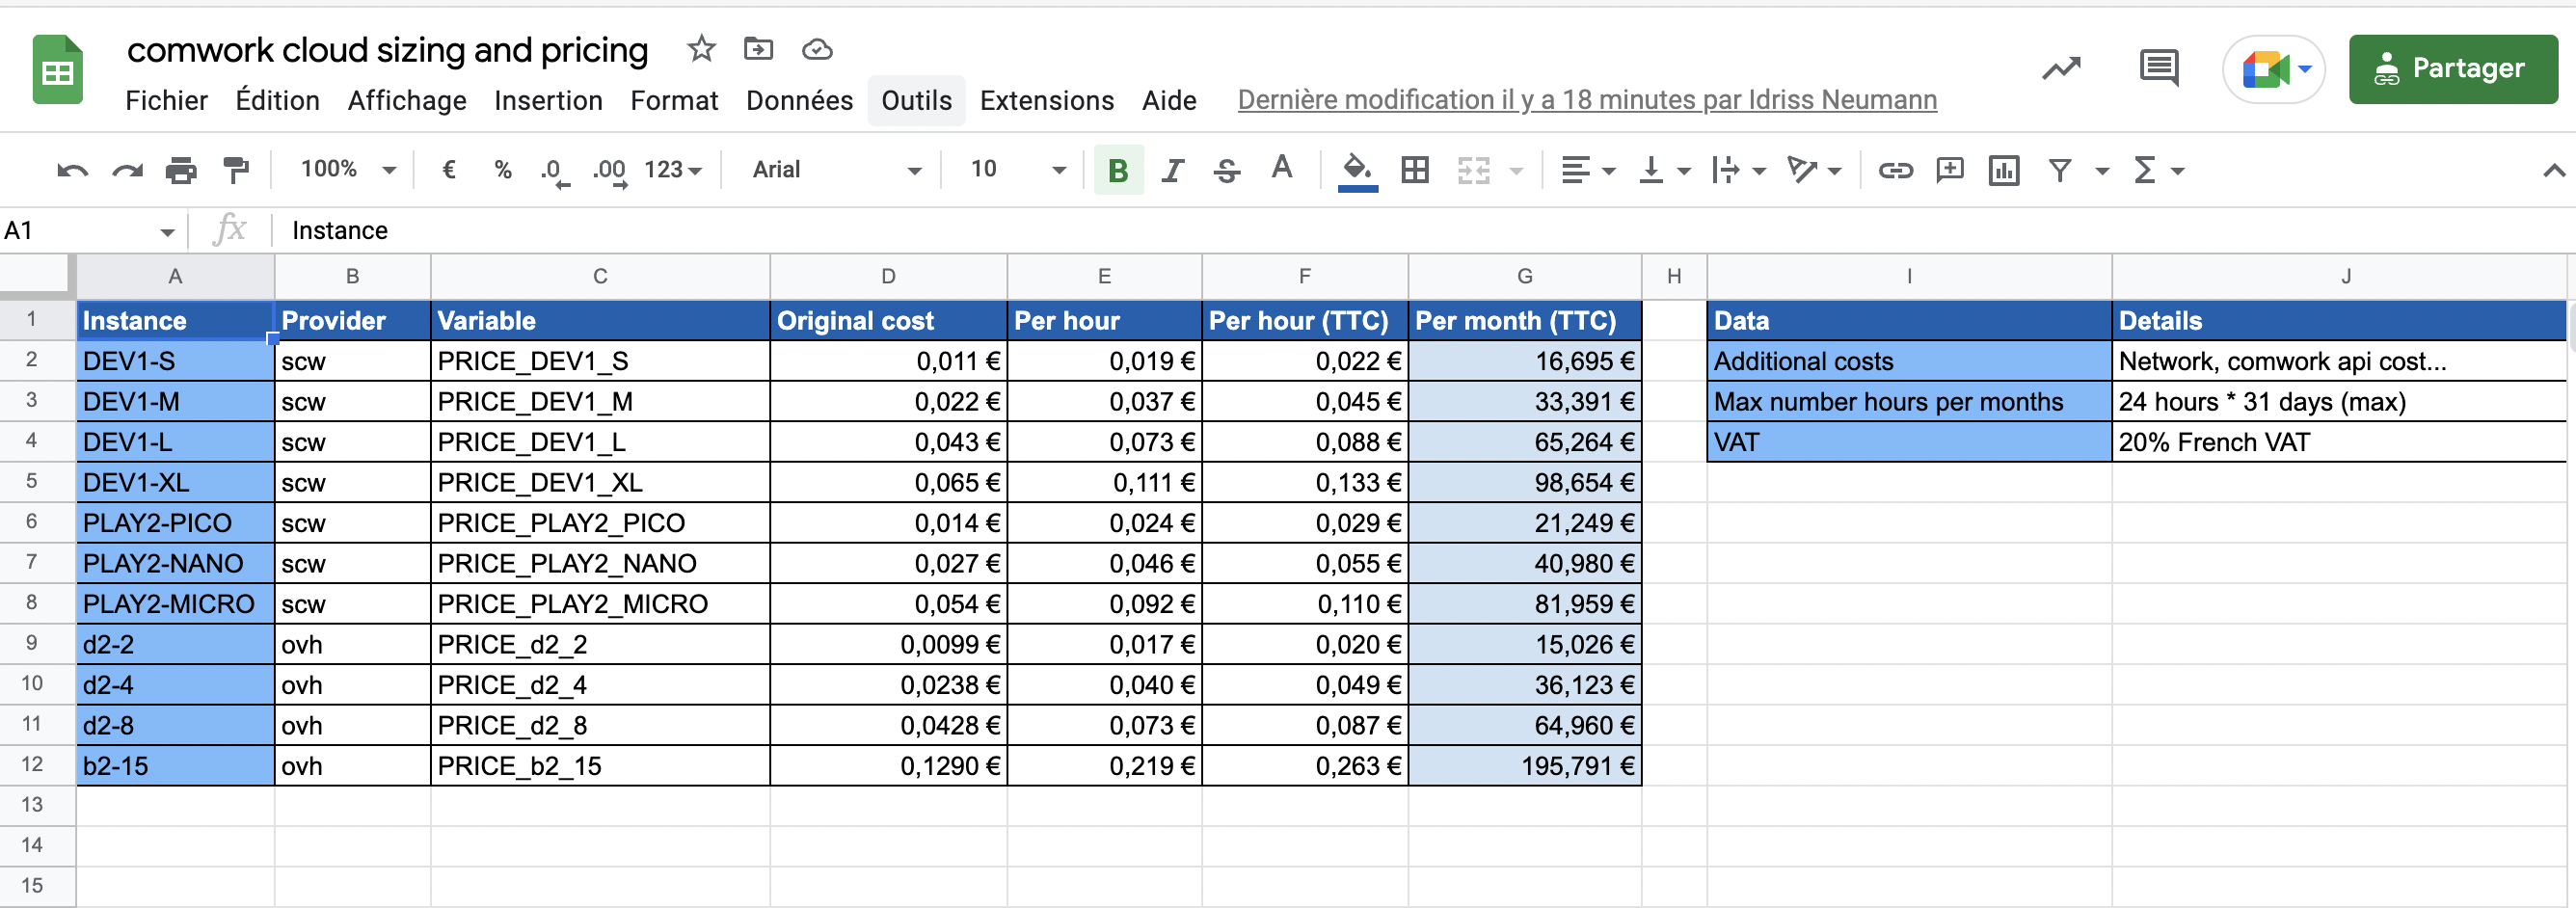 comwork cloud sizing and pricing
Fichier Édition Affichage Insertion Format Données Outils Extensions Aide Dernière modification il y a 18 minutes par Idriss Neumann
Partager
100% € % .0 .00 123 Arial 10 B I S A Σ
A1 fx Instance
A B C D E F G H I J
1 Instance Provider Variable Original cost Per hour Per hour (TTC) Per month (TTC) Data Details
2 DEV1-S scw PRICE_DEV1_S 0,011 € 0,019 € 0,022 € 16,695 € Additional costs Network, comwork api cost...
3 DEV1-M scw PRICE_DEV1_M 0,022 € 0,037 € 0,045 € 33,391 € Max number hours per months 24 hours * 31 days (max)
4 DEV1-L scw PRICE_DEV1_L 0,043 € 0,073 € 0,088 € 65,264 € VAT 20% French VAT
5 DEV1-XL scw PRICE_DEV1_XL 0,065 € 0,111 € 0,133 € 98,654 €
6 PLAY2-PICO scw PRICE_PLAY2_PICO 0,014 € 0,024 € 0,029 € 21,249 €
7 PLAY2-NANO scw PRICE_PLAY2_NANO 0,027 € 0,046 € 0,055 € 40,980 €
8 PLAY2-MICRO scw PRICE_PLAY2_MICRO 0,054 € 0,092 € 0,110 € 81,959 €
9 d2-2 ovh PRICE_d2_2 0,0099 € 0,017 € 0,020 € 15,026 €
10 d2-4 ovh PRICE_d2_4 0,0238 € 0,040 € 0,049 € 36,123 €
11 d2-8 ovh PRICE_d2_8 0,0428 € 0,073 € 0,087 € 64,960 €
12 b2-15 ovh PRICE_b2_15 0,1290 € 0,219 € 0,263 € 195,791 €
13
14
15